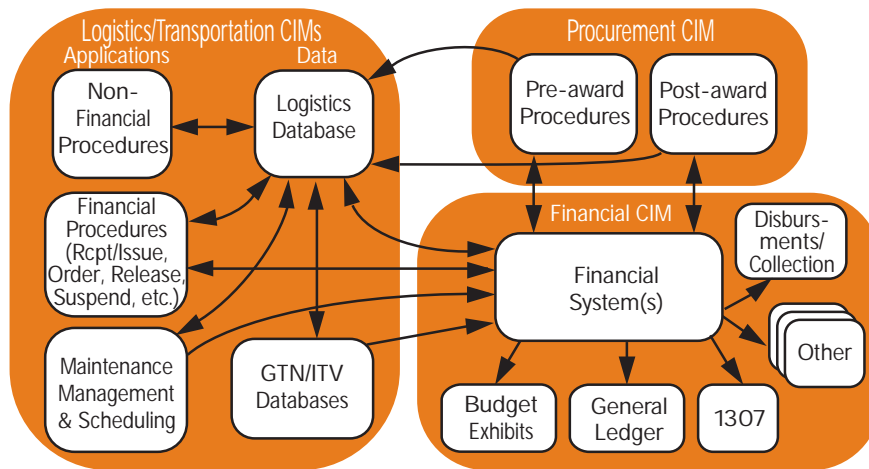 Logistics/Transportation CIMs
Applications
Data
Non-
Financial
Procedures
Logistics
Database
Financial
Procedures
(Rcpt/Issue,
Order, Release,
Suspend, etc.)
Maintenance
Management
& Scheduling
GTN/ITV
Databases
Procurement CIM
Pre-award
Procedures
Post-award
Procedures
Financial CIM
Financial
System(s)
Disburs-
ments/
Collection
Other
Budget
Exhibits
General
Ledger
1307